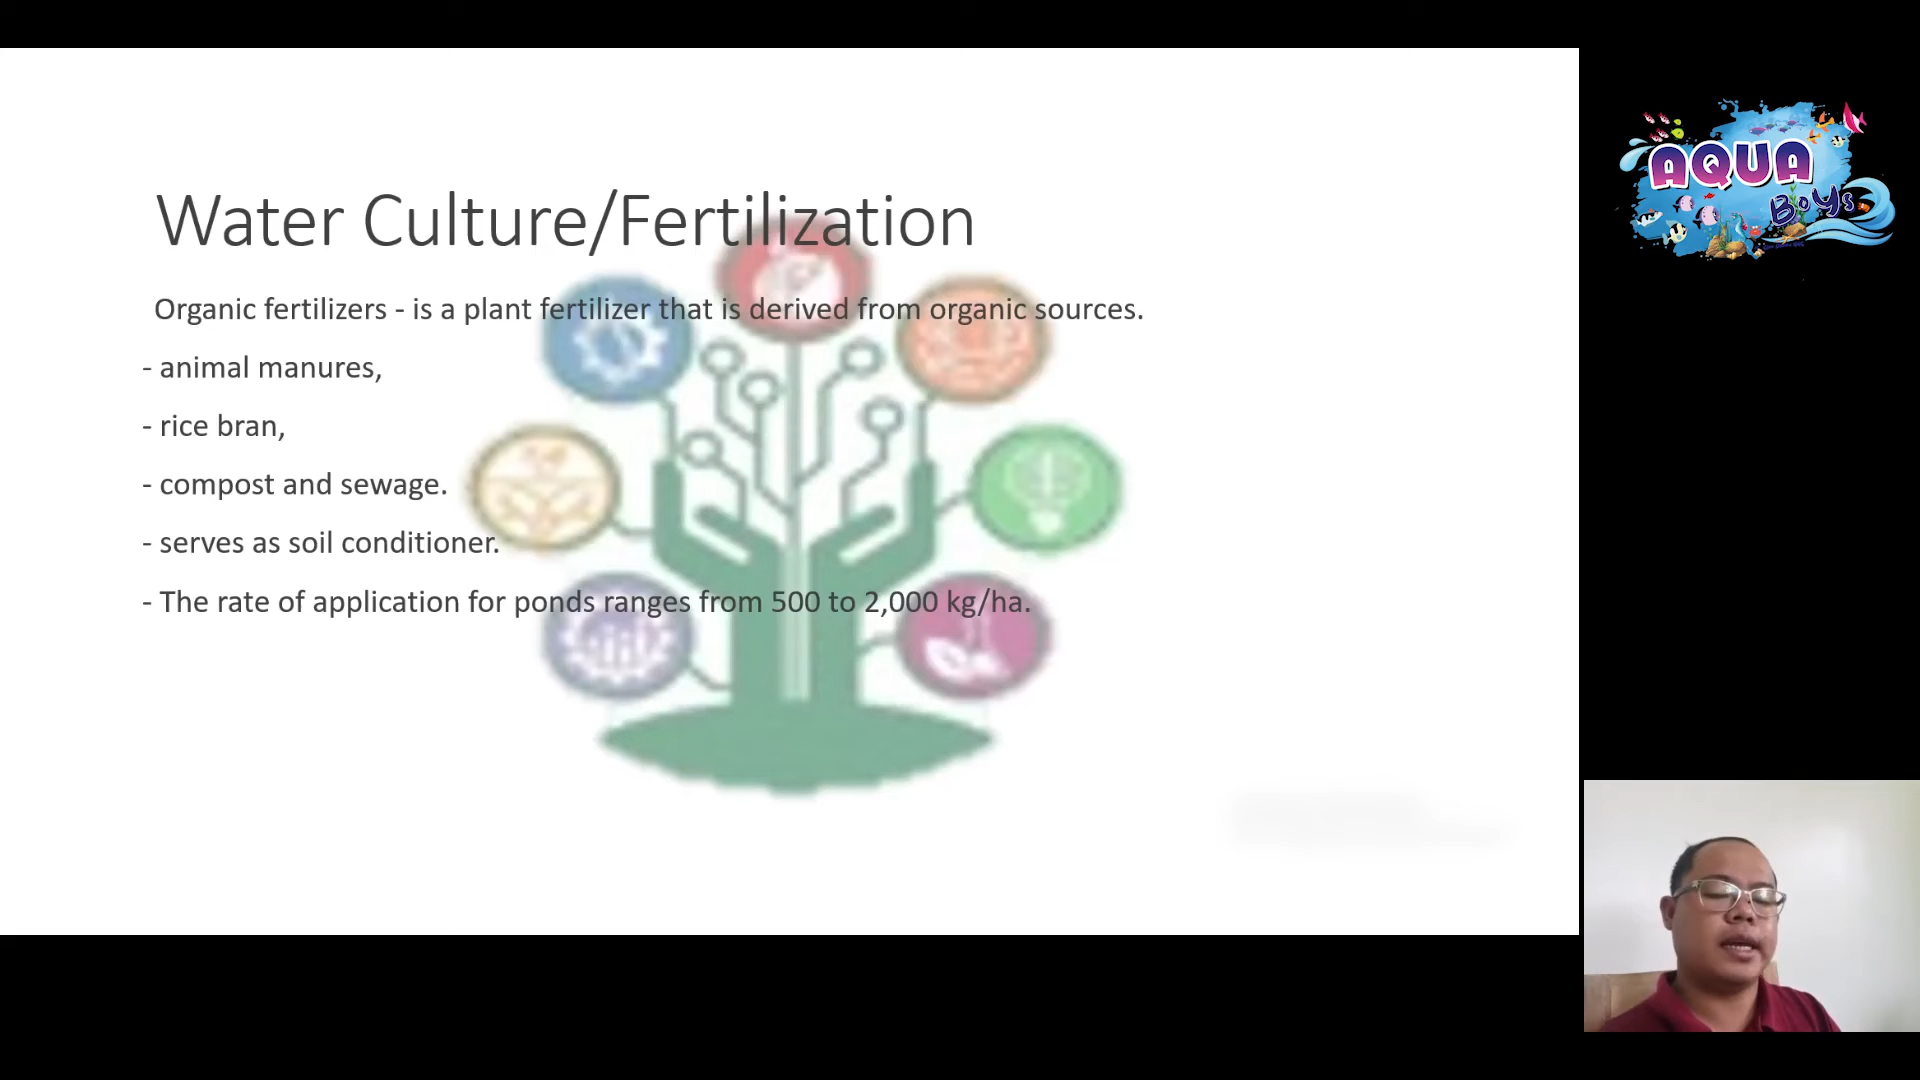 Water Culture/Fertilization
Organic fertilizers - is a plant fertilizer that is derived from organic sources.
- animal manures,
- rice bran,
- compost and sewage.
- serves as soil conditioner.
- The rate of application for ponds ranges from 500 to 2,000 kg/ha.
AQUA
BoYs